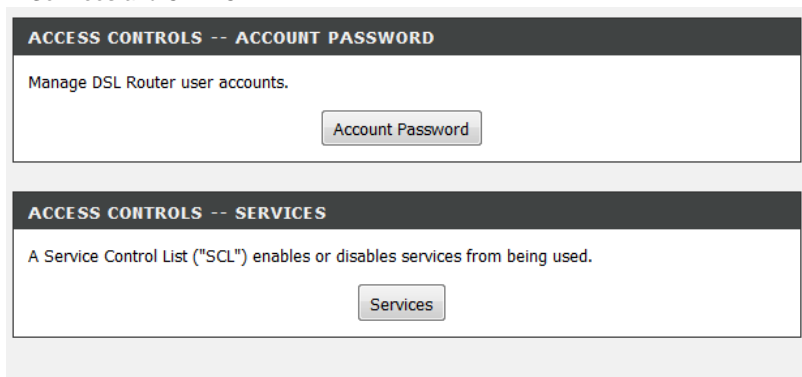 ACCESS CONTROLS -- ACCOUNT PASSWORD
Manage DSL Router user accounts.
Account Password
ACCESS CONTROLS -- SERVICES
A Service Control List ("SCL") enables or disables services from being used.
Services